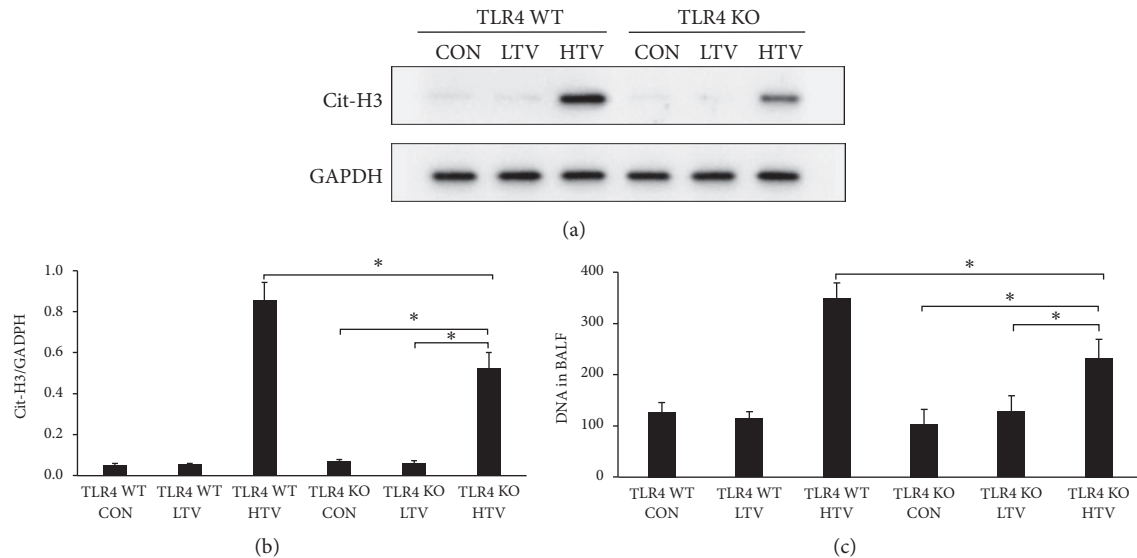 TLR4 WT TLR4 KO
CON LTV HTV CON LTV HTV
Cit-H3
GAPDH
(a)
Cit-H3/GADPH
1.0
0.8
0.6
0.4
0.2
0.0
* 
*
*
TLR4 WT TLR4 WT TLR4 WT TLR4 KO TLR4 KO TLR4 KO
CON LTV HTV CON LTV HTV
(b)
DNA in BALF
400
300
200
100
0
*
*
*
TLR4 WT TLR4 WT TLR4 WT TLR4 KO TLR4 KO TLR4 KO
CON LTV HTV CON LTV HTV
(c)